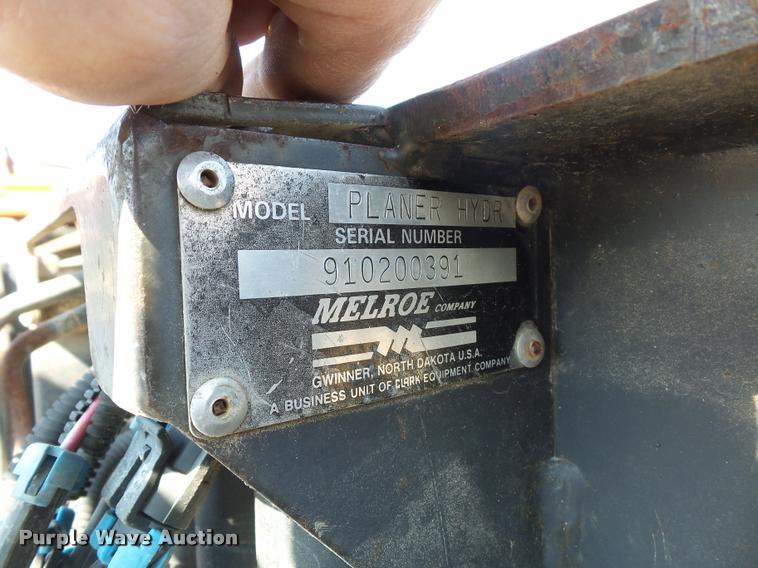 MODEL PLANER HYDR
SERIAL NUMBER
910200391
MELROE COMPANY
GWINNER, NORTH DAKOTA U.S.A.
A BUSINESS UNIT OF CLARK EQUIPMENT COMPANY
Purple Wave Auction